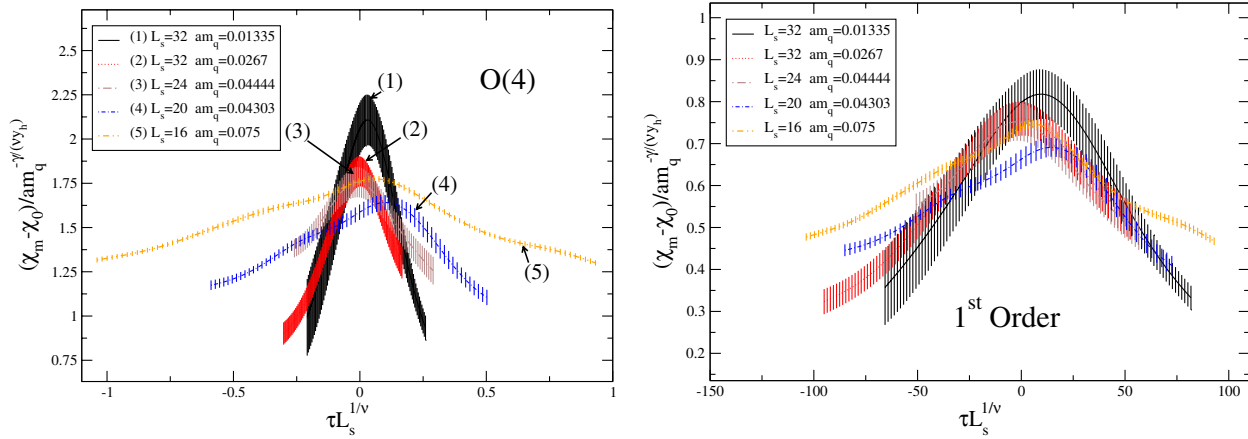 (1) L_s=32 am_q=0.01335
(2) L_s=32 am_q=0.0267
(3) L_s=24 am_q=0.04444
(4) L_s=20 am_q=0.04303
(5) L_s=16 am_q=0.075
O(4)
(1)
(2)
(3)
(4)
(5)
2.5
2.25
2
1.75
1.5
1.25
1
0.75
(χ_m-χ_0)/am_q^{-γ/(νy_h)}
-1 -0.5 0 0.5 1
τL_s^{1/ν}
L_s=32 am_q=0.01335
L_s=32 am_q=0.0267
L_s=24 am_q=0.04444
L_s=20 am_q=0.04303
L_s=16 am_q=0.075
1st Order
1
0.9
0.8
0.7
0.6
0.5
0.4
0.3
0.2
(χ_m-χ_0)/am_q^{-γ/(νy_h)}
-150 -100 -50 0 50 100
τL_s^{1/ν}